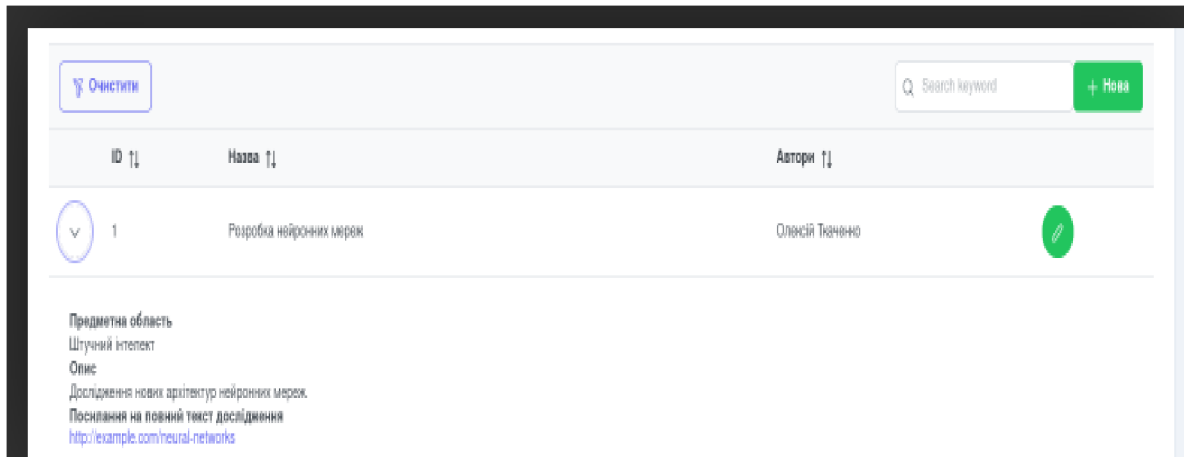 Очистити
Search keyword
+ Нова
ID Назва Автори
1 Розробка нейронних мереж Олексій Ткаченко
Предметна область
Штучний інтелект
Опис
Дослідження нових архітектур нейронних мереж.
Посилання на повний текст дослідження
http://example.com/neural-networks